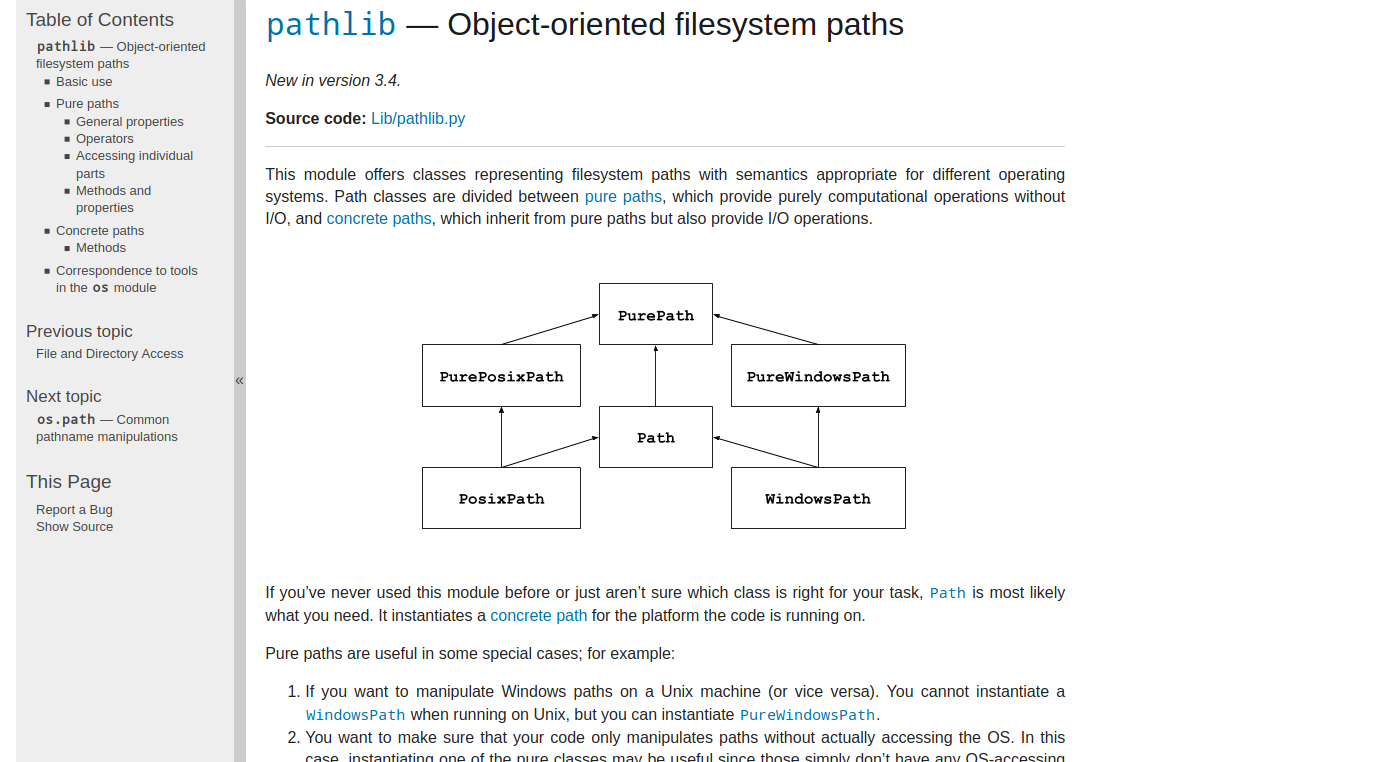 Table of Contents
pathlib — Object-oriented
filesystem paths
Basic use
Pure paths
General properties
Operators
Accessing individual
parts
Methods and
properties
Concrete paths
Methods
Correspondence to tools
in the os module
Previous topic
File and Directory Access
Next topic
os.path — Common
pathname manipulations
This Page
Report a Bug
Show Source
«
pathlib — Object-oriented filesystem paths
New in version 3.4.
Source code: Lib/pathlib.py
This module offers classes representing filesystem paths with semantics appropriate for different operating
systems. Path classes are divided between pure paths, which provide purely computational operations without
I/O, and concrete paths, which inherit from pure paths but also provide I/O operations.
PurePath
PurePosixPath
PureWindowsPath
Path
PosixPath
WindowsPath
If you’ve never used this module before or just aren’t sure which class is right for your task, Path is most likely
what you need. It instantiates a concrete path for the platform the code is running on.
Pure paths are useful in some special cases; for example:
1. If you want to manipulate Windows paths on a Unix machine (or vice versa). You cannot instantiate a
WindowsPath when running on Unix, but you can instantiate PureWindowsPath.
2. You want to make sure that your code only manipulates paths without actually accessing the OS. In this
case, instantiating one of the pure classes may be useful since those simply don’t have any OS-accessing